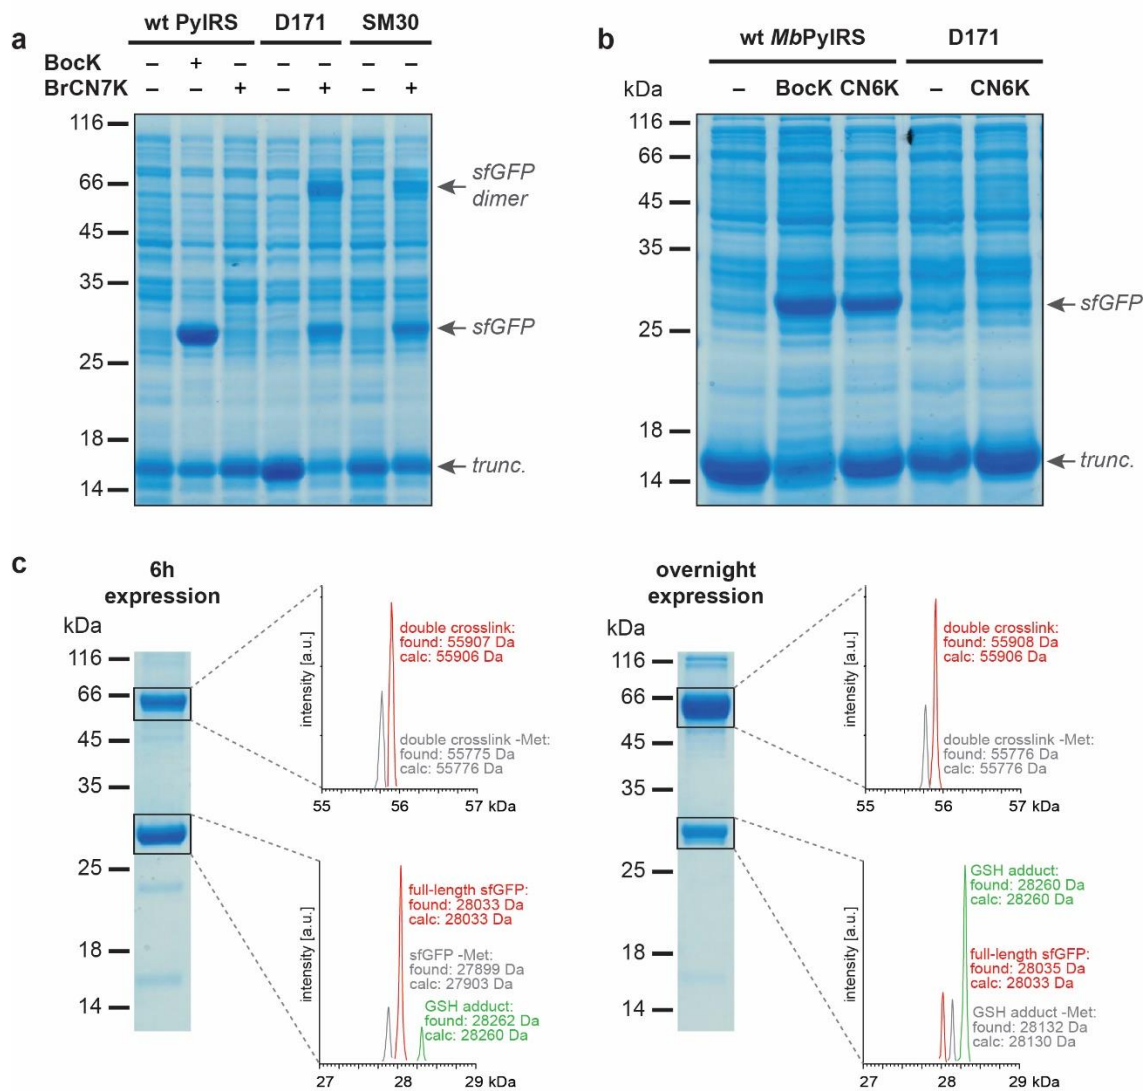 a
wt PylRS D171 SM30
BocK – + – – – – –
BrCN7K – – + – + – +
116
66
45
35
25
18
14
sfGFP
dimer
sfGFP
trunc.
b
wt MbPylRS D171
kDa – BocK CN6K – CN6K
116
66
45
35
25
18
14
sfGFP
trunc.
c
6h
expression
kDa
116
66
45
35
25
18
14
intensity [a.u.]
double crosslink:
found: 55907 Da
calc: 55906 Da
double crosslink -Met:
found: 55775 Da
calc: 55776 Da
55 56 57 kDa
intensity [a.u.]
full-length sfGFP:
found: 28033 Da
calc: 28033 Da
sfGFP -Met:
found: 27899 Da
calc: 27903 Da
GSH adduct:
found: 28262 Da
calc: 28260 Da
27 28 29 kDa
overnight
expression
kDa
116
66
45
35
25
18
14
intensity [a.u.]
double crosslink:
found: 55908 Da
calc: 55906 Da
double crosslink -Met:
found: 55776 Da
calc: 55776 Da
55 56 57 kDa
intensity [a.u.]
GSH adduct:
found: 28260 Da
calc: 28260 Da
full-length sfGFP:
found: 28035 Da
calc: 28033 Da
GSH adduct -Met:
found: 28132 Da
calc: 28130 Da
27 28 29 kDa